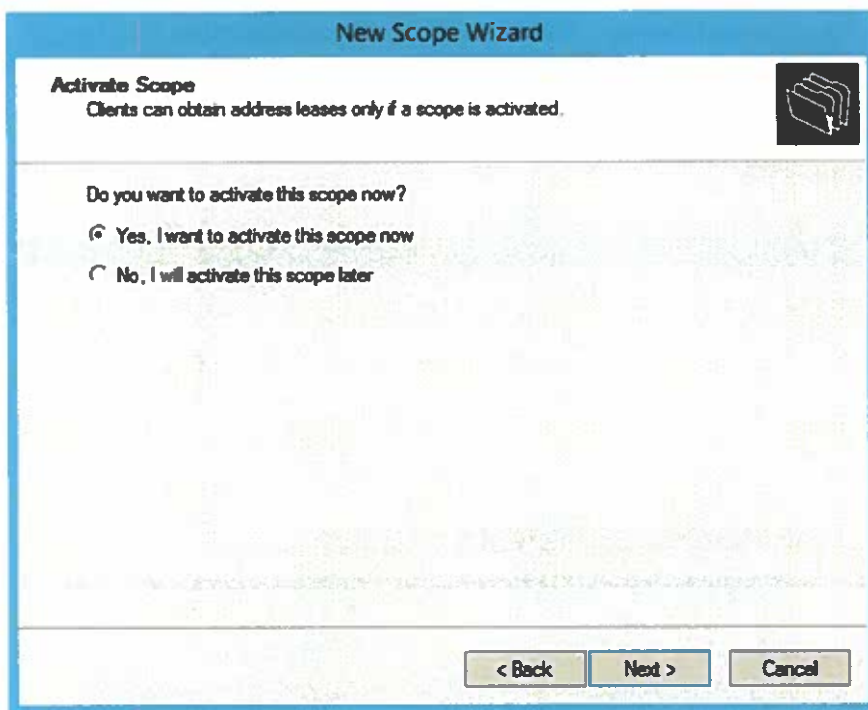 New Scope Wizard
Activate Scope
Clients can obtain address leases only if a scope is activated.
Do you want to activate this scope now?
Yes, I want to activate this scope now
No, I will activate this scope later
< Back
Next >
Cancel